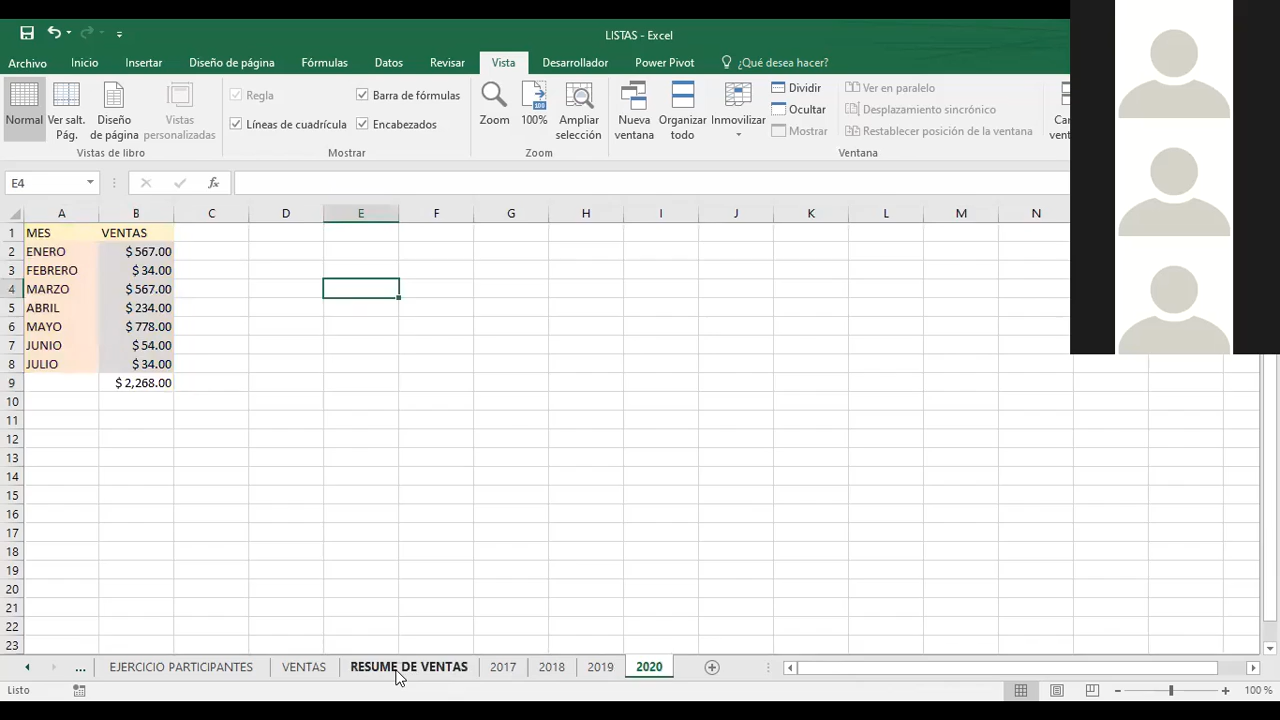 LISTAS - Excel
Archivo Inicio Insertar Diseño de página Fórmulas Datos Revisar Vista Desarrollador Power Pivot ¿Qué desea hacer?
Normal
Ver salt. Pág.
Diseño de página
Vistas personalizadas
Vistas de libro
Regla
Barra de fórmulas
Líneas de cuadrícula
Encabezados
Mostrar
Zoom
100
100%
Ampliar selección
Zoom
Nueva ventana
Organizar todo
Inmovilizar
Dividir
Ocultar
Mostrar
Ver en paralelo
Desplazamiento sincrónico
Restablecer posición de la ventana
Ventana
E4 fx
A B C D E F G H I J K L M N
1 MES VENTAS
2 ENERO $ 567.00
3 FEBRERO $ 34.00
4 MARZO $ 567.00
5 ABRIL $ 234.00
6 MAYO $ 778.00
7 JUNIO $ 54.00
8 JULIO $ 34.00
9 $ 2,268.00
10
11
12
13
14
15
16
17
18
19
20
21
22
23
... EJERCICIO PARTICIPANTES VENTAS RESUME DE VENTAS 2017 2018 2019 2020
Listo 100 %